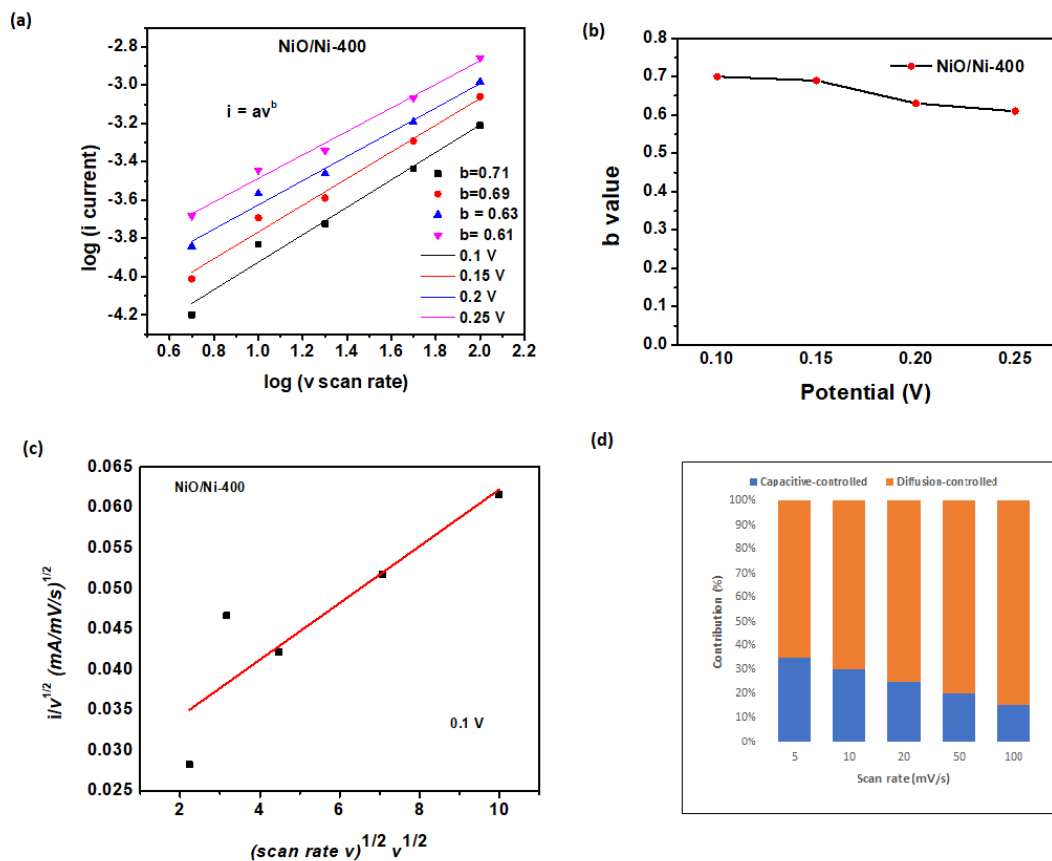 (a)
NiO/Ni-400
i = av^b
log (i current)
-2.8
-3.0
-3.2
-3.4
-3.6
-3.8
-4.0
-4.2
b=0.71
b=0.69
b = 0.63
b= 0.61
0.1 V
0.15 V
0.2 V
0.25 V
0.6 0.8 1.0 1.2 1.4 1.6 1.8 2.0 2.2
log (v scan rate)
(b)
NiO/Ni-400
b value
0.8
0.7
0.6
0.5
0.4
0.3
0.2
0.1
0.0
0.10 0.15 0.20 0.25
Potential (V)
(c)
NiO/Ni-400
i/v^1/2 (mA/mV/s)^1/2
0.065
0.060
0.055
0.050
0.045
0.040
0.035
0.030
0.025
0.1 V
2 4 6 8 10
(scan rate v)^1/2 v^1/2
(d)
Capacitive-controlled Diffusion-controlled
Contribution (%)
100%
90%
80%
70%
60%
50%
40%
30%
20%
10%
0%
5 10 20 50 100
Scan rate (mV/s)